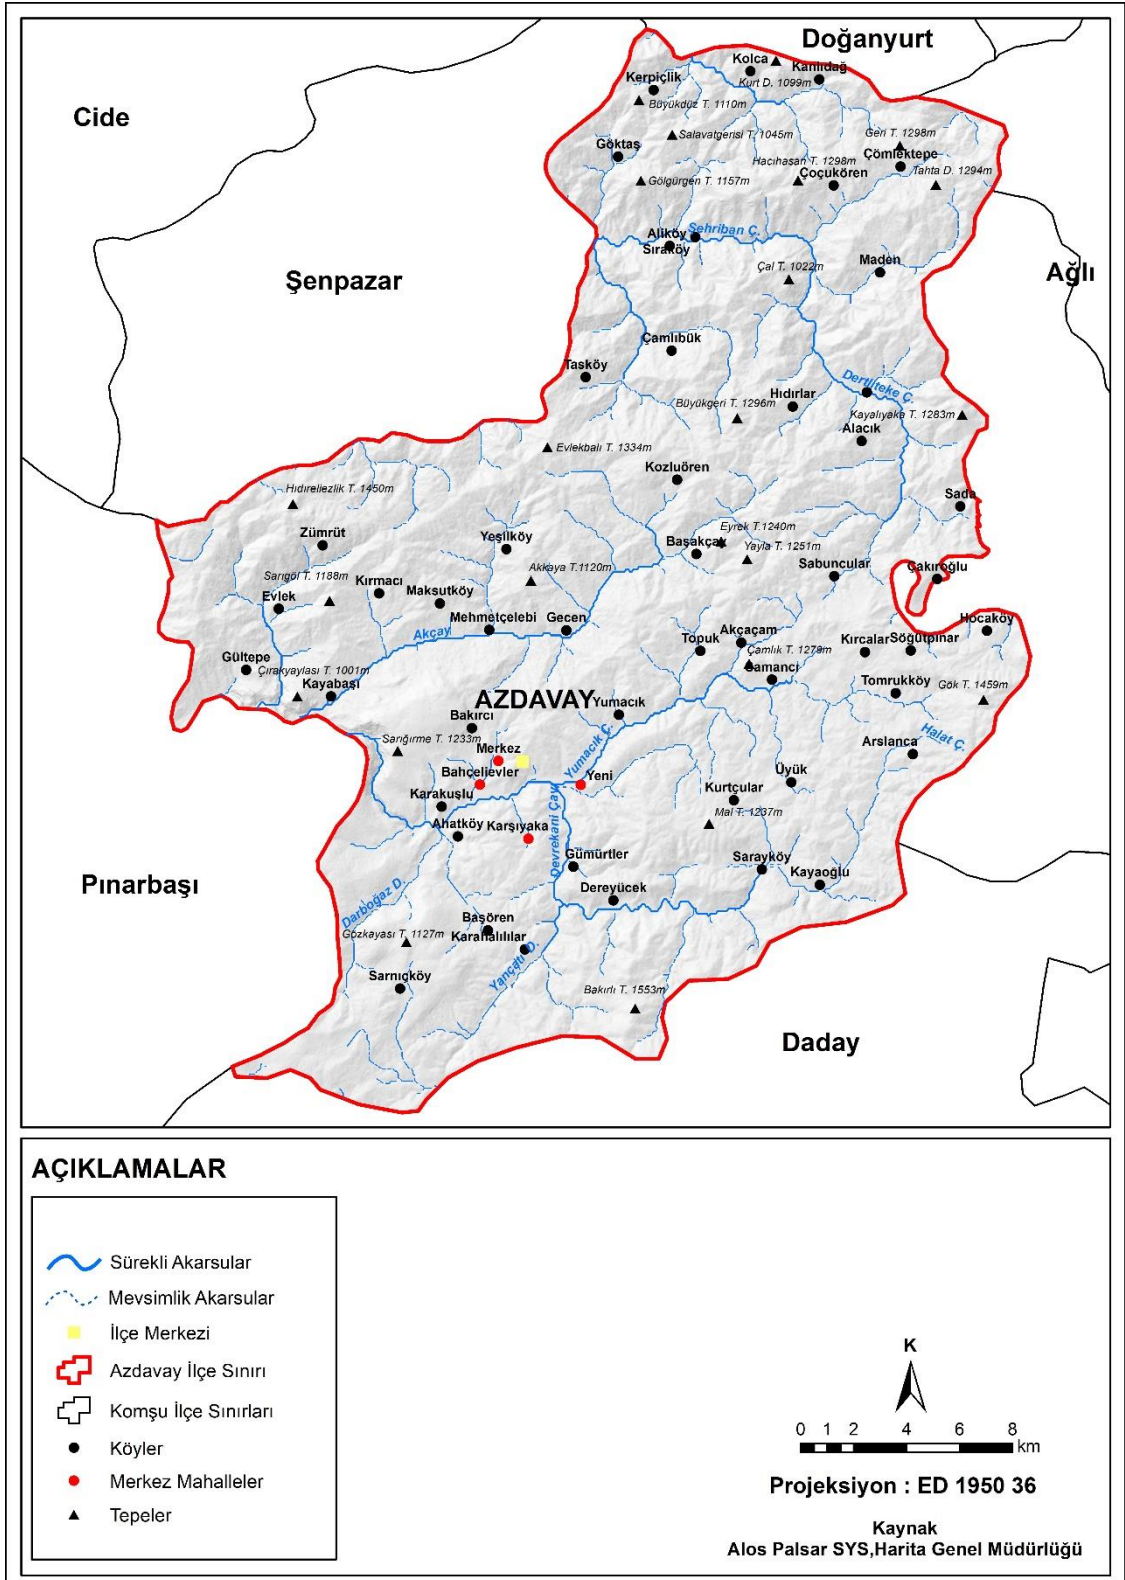 Doğanyurt
Kolca
Kanlıdağ
Kurt D. 1099m
Kerpiçlik
Büyükdüz T. 1110m
Cide
Salavatgerisi T. 1045m
Geri T. 1298m
Göktaş
Hacıhasan T. 1298m
Çömlektepe
Tahta D. 1294m
Gölgürgen T. 1157m
Çoçukören
Şehriban Ç.
Alıköy
Sıraköy
Maden
Çal T. 1022m
Ağlı
Şenpazar
Çamlıbük
Tasköy
Dertliteke Ç.
Hıdırlar
Büyükgeri T. 1296m
Kayalıyaka T. 1283m
Alacık
Evlekbalı T. 1334m
Kozluören
Hıdırellezlik T. 1450m
Sada
Zümrüt
Yeşilköy
Eyrek T.1240m
Başakçay
Yayla T. 1251m
Akkaya T.1120m
Sabuncular
Çakıroğlu
Sarıgöl T. 1188m
Kırmacı
Maksutköy
Evlek
Mehmetçelebi
Gecen
Hocaköy
Akçay
Topuk
Akçaçam
Kırcalar
Söğütpınar
Çamlık T. 1279m
Gültepe
Çırakyaylası T. 1001m
Samancı
Kayabaşı
Tomrukköy
Gök T. 1459m
AZDAVAY
Yumacık
Bakırcı
Sarığırme T. 1233m
Merkez
Yumacık Ç.
Arslanca
Halat Ç.
Bahçelievler
Yeni
Üyük
Karakuşlu
Kurtçular
Mal T. 1237m
Ahatköy
Karşıyaka
Devrekani Çayı
Gümürtler
Sarayköy
Kayaoğlu
Pınarbaşı
Dereyücek
Darboğaz D.
Başören
Gözkayası T. 1127m
Karahalılılar
Yançatı D.
Sarnıçköy
Bakırlı T. 1553m
Daday
AÇIKLAMALAR
Sürekli Akarsular
Mevsimlik Akarsular
İlçe Merkezi
Azdavay İlçe Sınırı
Komşu İlçe Sınırları
Köyler
Merkez Mahalleler
Tepeler
K
0 1 2 4 6 8
km
Projeksiyon : ED 1950 36
Kaynak
Alos Palsar SYS,Harita Genel Müdürlüğü